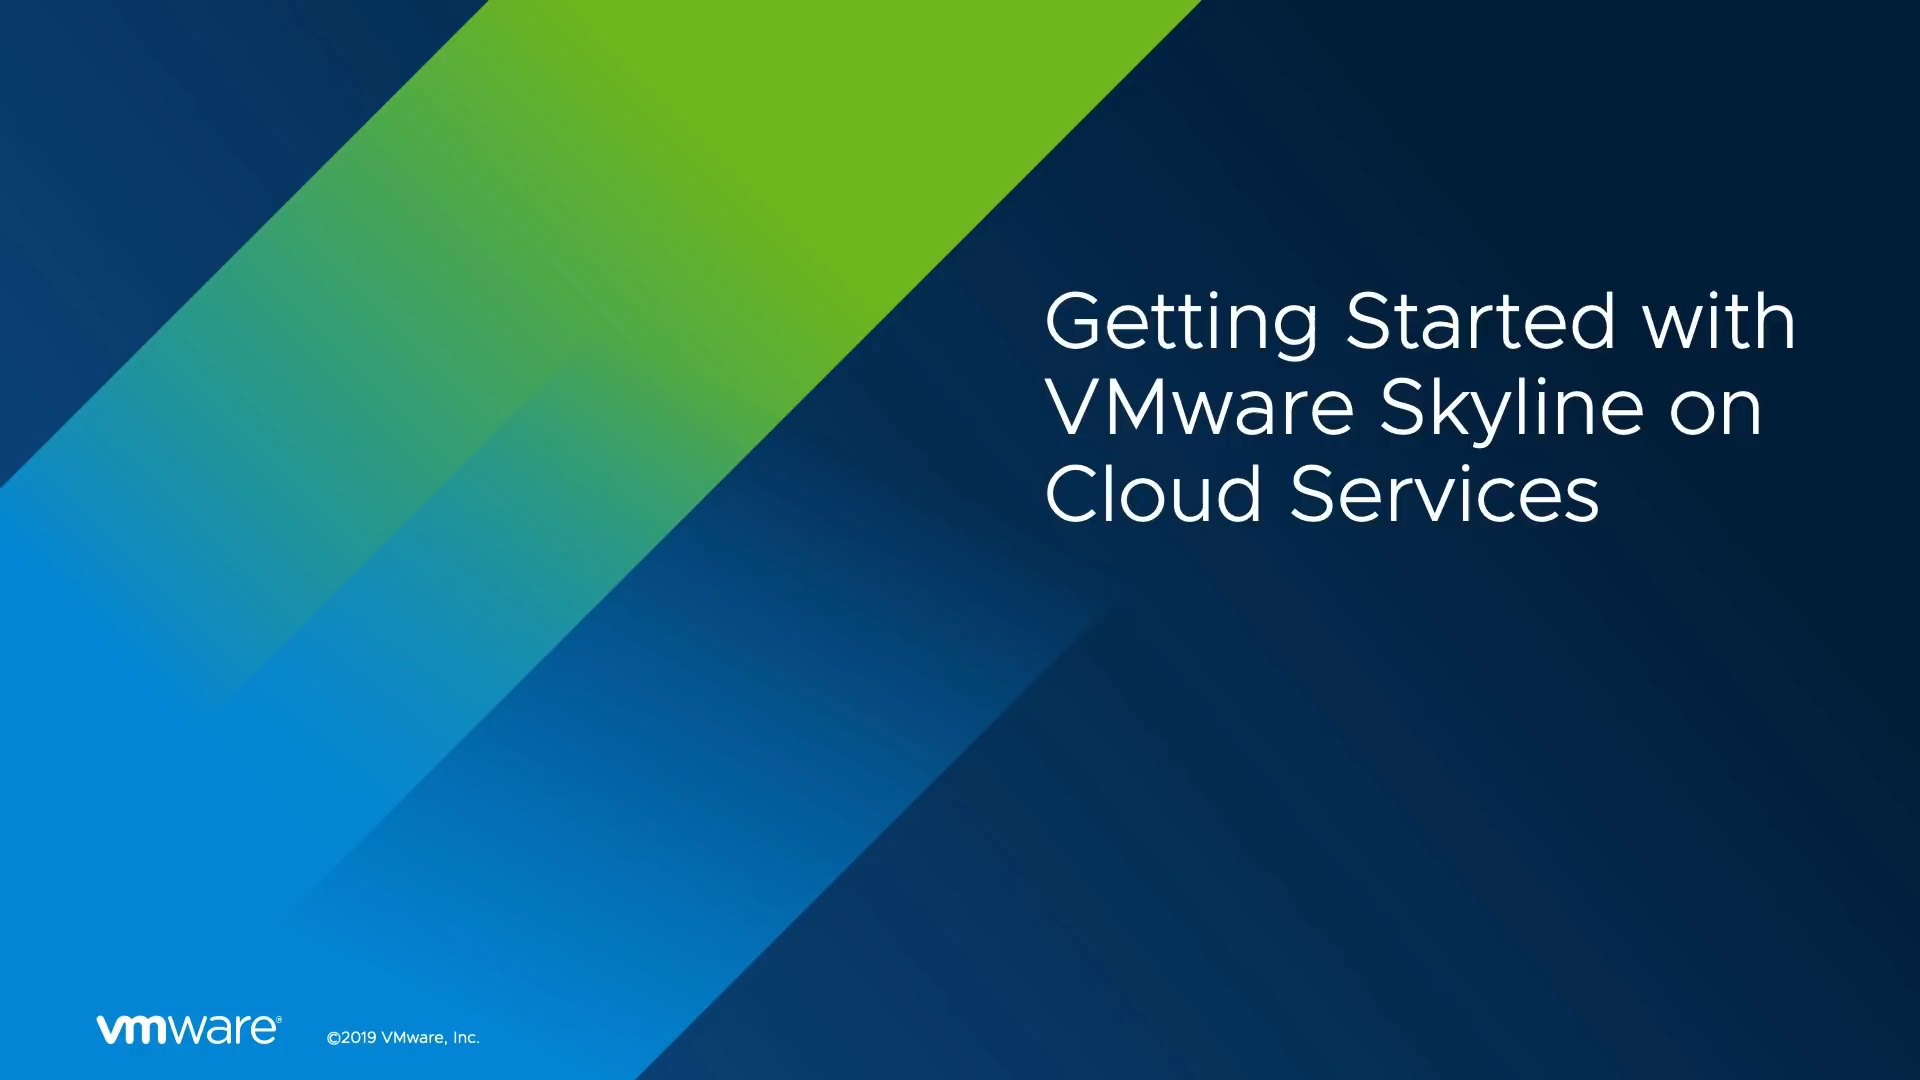 Getting Started with
VMware Skyline on
Cloud Services
vmware®
©2019 VMware, Inc.